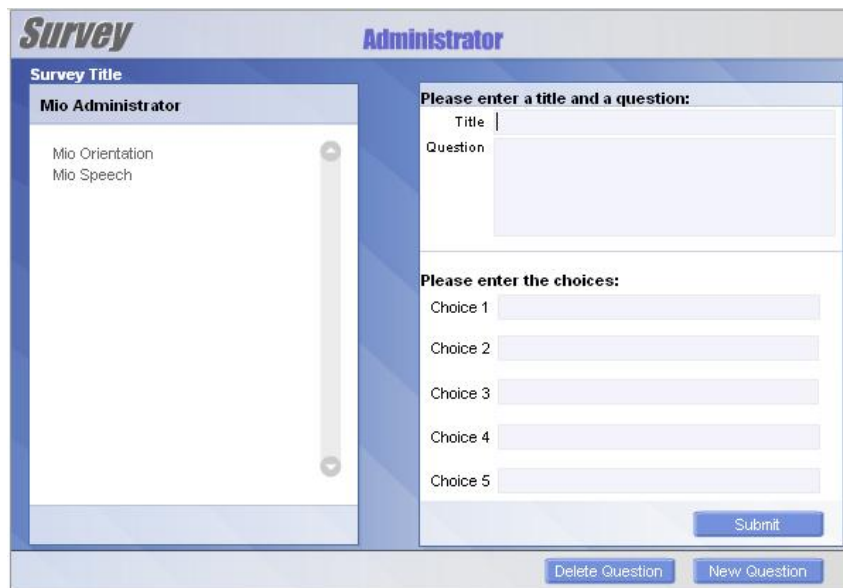 Survey
Administrator
Survey Title
Mio Administrator
Mio Orientation
Mio Speech
Please enter a title and a question:
Title
Question
Please enter the choices:
Choice 1
Choice 2
Choice 3
Choice 4
Choice 5
Submit
Delete Question
New Question